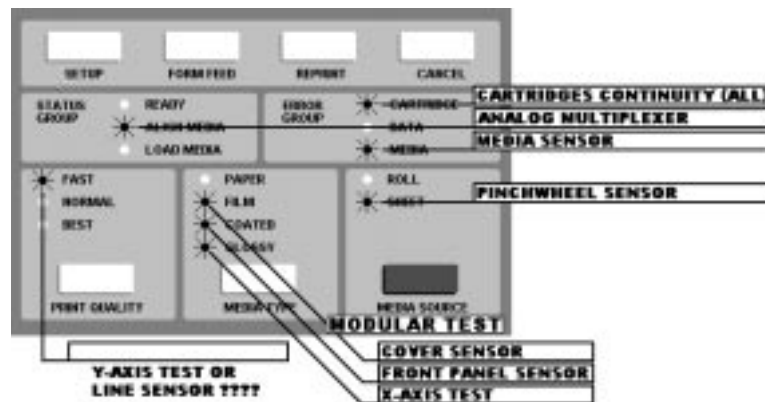 SETUP FORM FEED REPRINT CANCEL
STATUS GROUP
READY
ALIGN MEDIA
LOAD MEDIA
ERROR GROUP
CARTRIDGE
DATA
MEDIA
CARTRIDGES CONTINUITY (ALL)
ANALOG MULTIPLEXER
MEDIA SENSOR
FAST
NORMAL
BEST
PRINT QUALITY
PAPER
FILM
COATED
GLOSSY
MEDIA TYPE
ROLL
SHEET
MEDIA SOURCE
PINCHWHEEL SENSOR
MODULAR TEST
COVER SENSOR
FRONT PANEL SENSOR
X-AXIS TEST
Y-AXIS TEST OR
LINE SENSOR ????